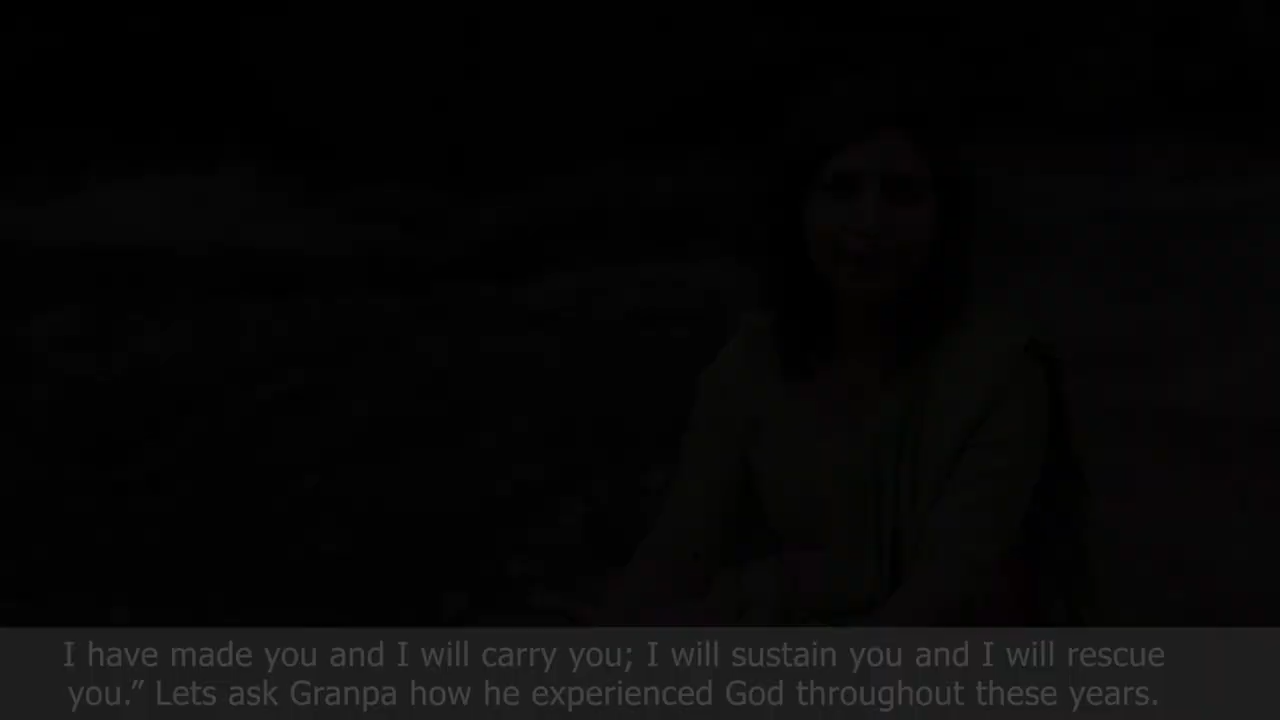 I have made you and I will carry you; I will sustain you and I will rescue
you.” Lets ask Granpa how he experienced God throughout these years.